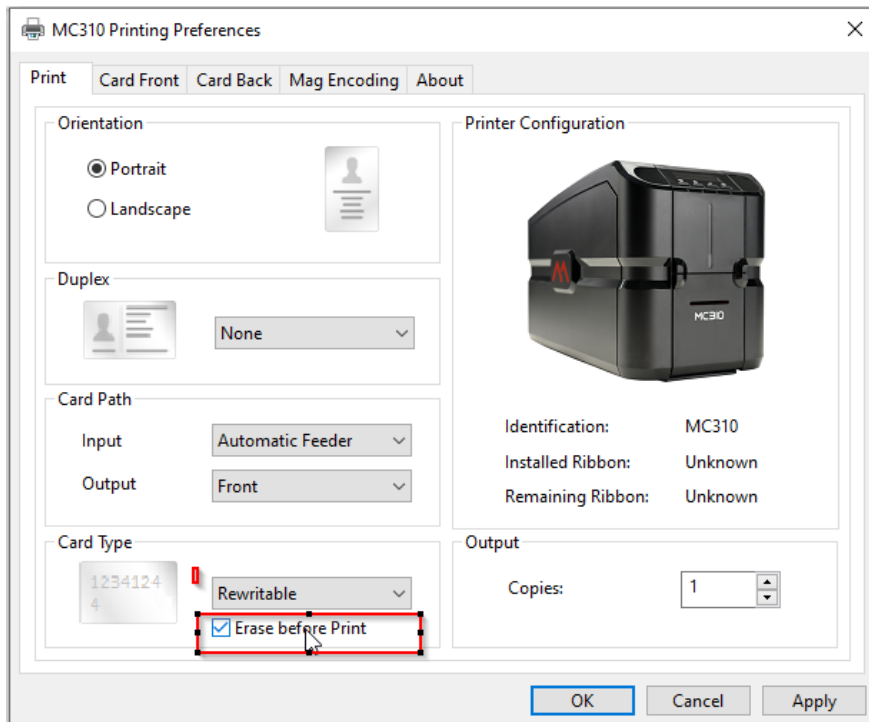 MC310 Printing Preferences
Print Card Front Card Back Mag Encoding About
Orientation
Portrait
Landscape
Duplex
None
Card Path
Input Automatic Feeder
Output Front
Card Type
1234124
4
Rewritable
Erase before Print
Printer Configuration
MC310
Identification: MC310
Installed Ribbon: Unknown
Remaining Ribbon: Unknown
Output
Copies: 1
OK Cancel Apply